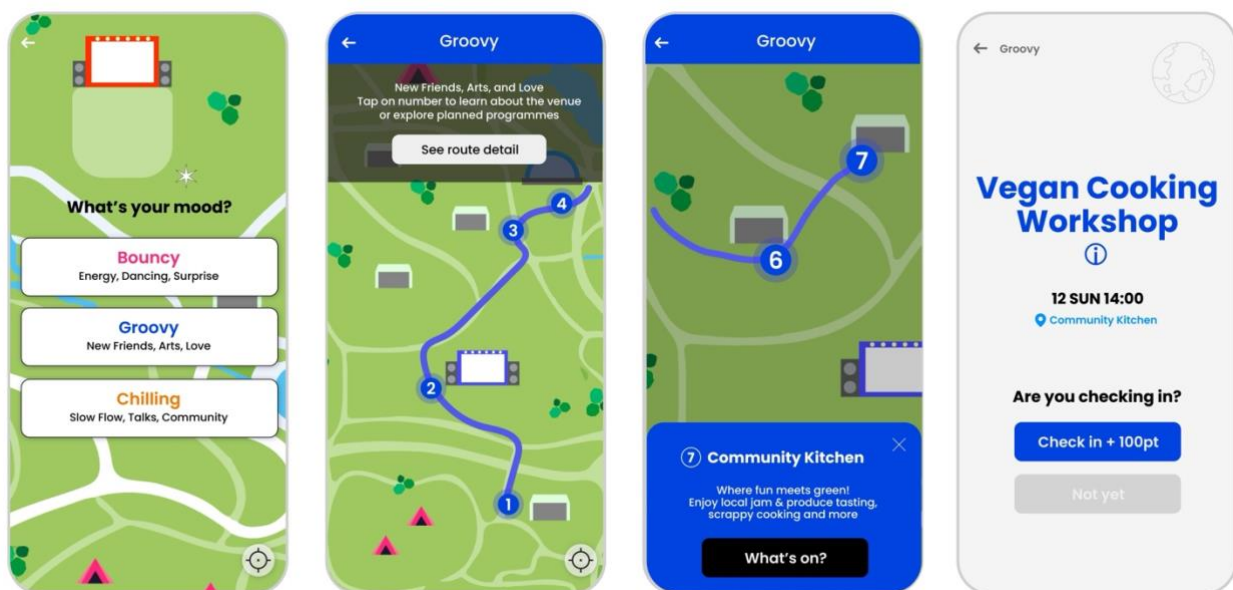 What's your mood?
Bouncy
Energy, Dancing, Surprise
Groovy
New Friends, Arts, Love
Chilling
Slow Flow, Talks, Community
Groovy
New Friends, Arts, and Love
Tap on number to learn about the venue
or explore planned programmes
See route detail
4
3
2
1
Groovy
7
6
7 Community Kitchen
Where fun meets green!
Enjoy local jam & produce tasting,
scrappy cooking and more
What's on?
Groovy
Vegan Cooking
Workshop
i
12 SUN 14:00
Community Kitchen
Are you checking in?
Check in + 100pt
Not yet